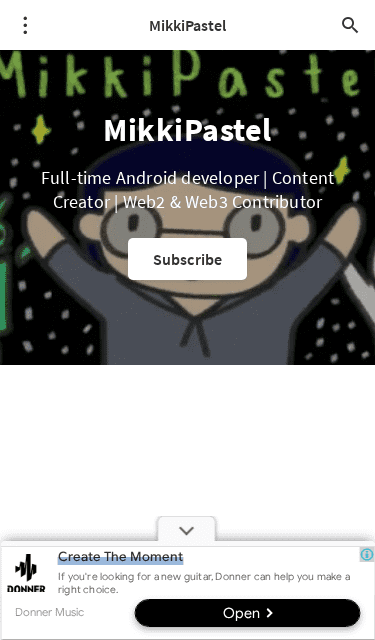 MikkiPastel
MikkiPaste
MikkiPastel
Full-time Android developer | Content
Creator | Web2 & Web3 Contributor
Subscribe
Create The Moment
If you're looking for a new guitar, Donner can help you make a
right choice.
DONNER
Donner Music
Open